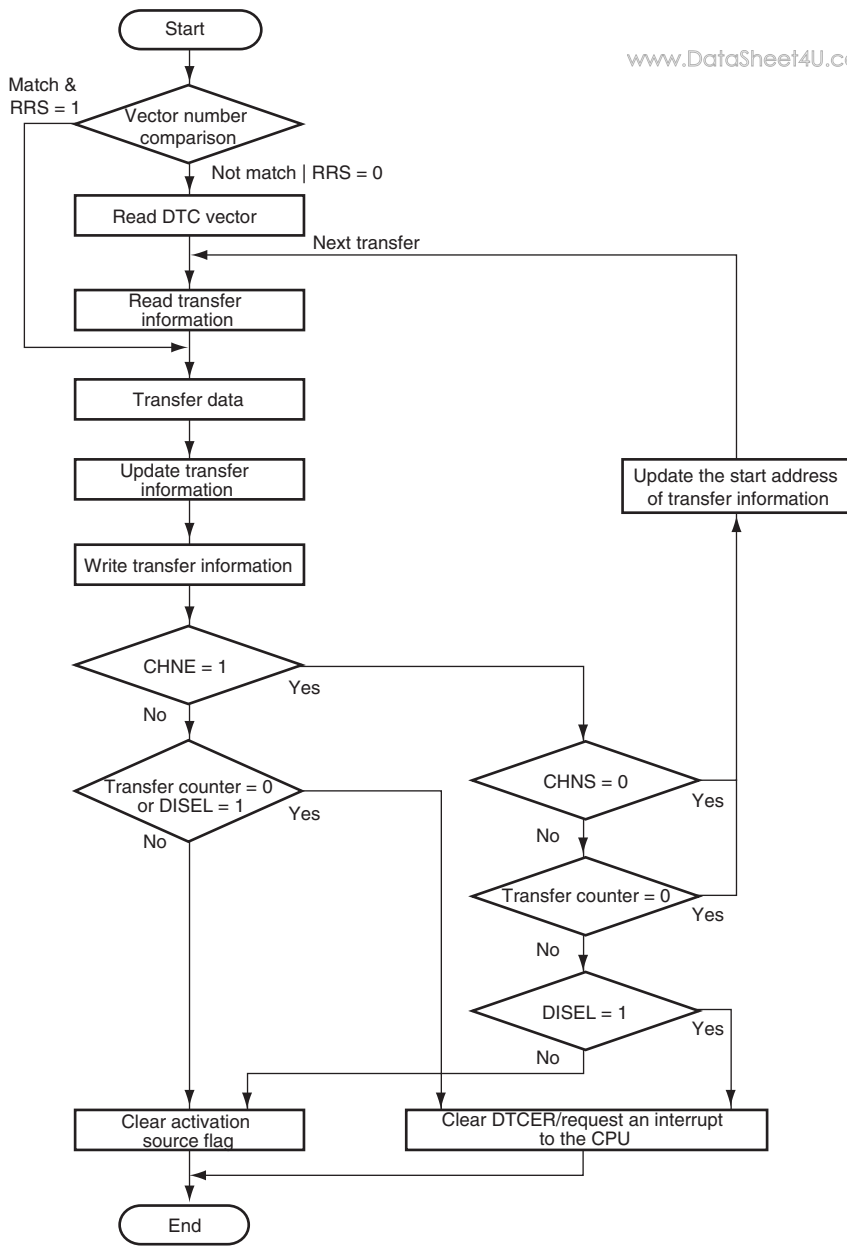 Start
www.DataSheet4U.co
Match &
RRS = 1
Vector number
comparison
Not match | RRS = 0
Read DTC vector
Next transfer
Read transfer
information
Transfer data
Update transfer
information
Update the start address
of transfer information
Write transfer information
CHNE = 1
Yes
No
Transfer counter = 0
or DISEL = 1
Yes
No
CHNS = 0
Yes
No
Transfer counter = 0
Yes
No
DISEL = 1
Yes
No
Clear activation
source flag
Clear DTCER/request an interrupt
to the CPU
End